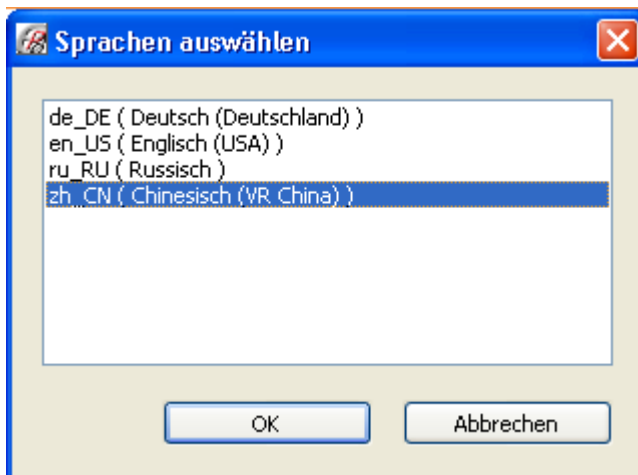 Sprachen auswählen
de_DE ( Deutsch (Deutschland) )
en_US ( Englisch (USA) )
ru_RU ( Russisch )
zh_CN ( Chinesisch (VR China) )
OK
Abbrechen